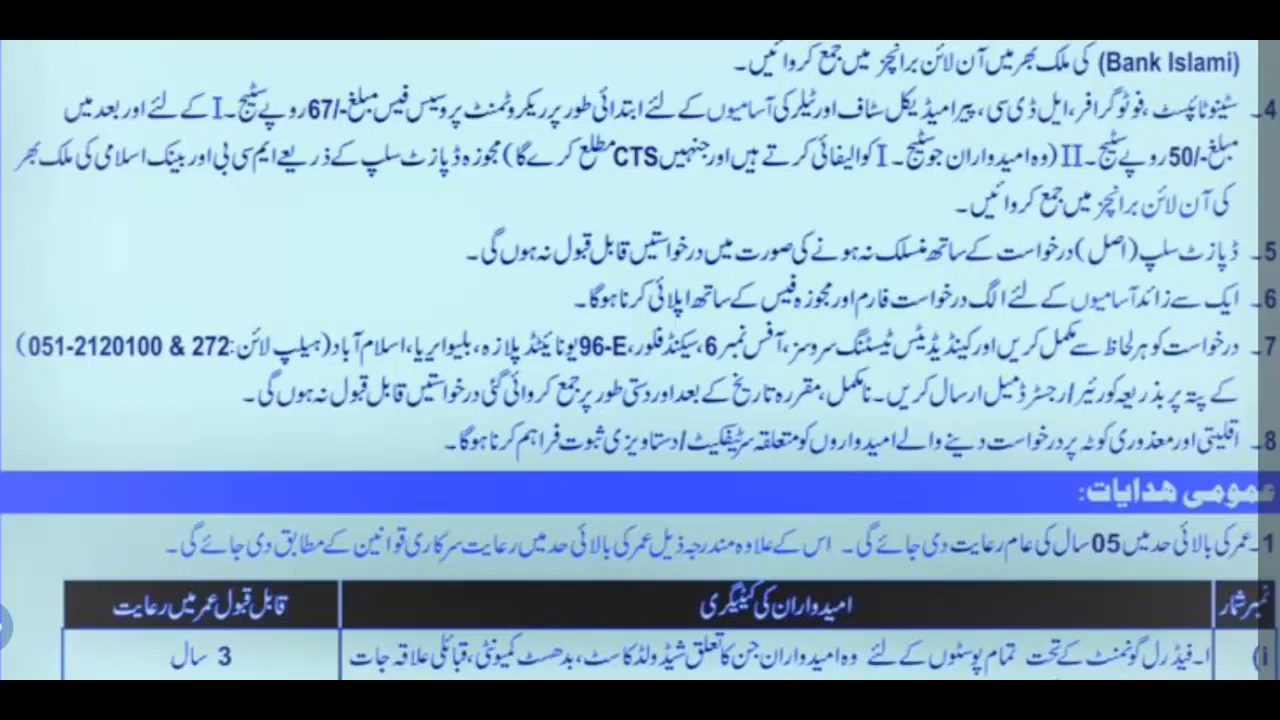 (Bank Islami) کی ملک بھر میں آن لائن برانچز میں جمع کروائیں۔
4۔ سٹینو ٹائپسٹ، فوٹو گرافر، ایل ڈی سی، پیرا میڈیکل سٹاف اور ٹیلر کی آسامیوں کے لئے ابتدائی طور پر ریکروٹمنٹ پروسیس فیس مبلغ -/67 روپے سٹیج۔I کے لئے اور بعد میں
مبلغ -/50 روپے سٹیج۔II (وہ امیدواران جو سٹیج۔I کوالیفائی کرتے ہیں اور جنہیں CTS مطلع کرے گا) مجوزہ ڈپازٹ سلپ کے ذریعے ایم سی بی اور بینک اسلامی کی ملک بھر
کی آن لائن برانچز میں جمع کروائیں۔
5۔ ڈپازٹ سلپ (اصل) درخواست کے ساتھ منسلک نہ ہونے کی صورت میں درخواستیں قابل قبول نہ ہوں گی۔
6۔ ایک سے زائد آسامیوں کے لئے الگ درخواست فارم اور مجوزہ فیس کے ساتھ اپلائی کرنا ہوگا۔
7۔ درخواست کو ہر لحاظ سے مکمل کریں اور کینڈیڈیٹس ٹیسٹنگ سروسز، آفس نمبر 6، سیکنڈ فلور، 96-E یونائیٹڈ پلازہ، بلیو ایریا، اسلام آباد (ہیلپ لائن: 051-2120100 & 272)
کے پتہ پر بذریعہ کورئیر/رجسٹرڈ میل ارسال کریں۔ نامکمل، مقررہ تاریخ کے بعد اور دستی طور پر جمع کروائی گئی درخواستیں قابل قبول نہ ہوں گی۔
8۔ اقلیتی اور معذوری کوٹہ پر درخواست دینے والے امیدواروں کو متعلقہ سرٹیفکیٹ/دستاویزی ثبوت فراہم کرنا ہوگا۔
عمومی ھدایات:
1۔ عمر کی بالائی حد میں 05 سال کی عام رعایت دی جائے گی۔ اس کے علاوہ مندرجہ ذیل عمر کی بالائی حد میں رعایت سرکاری قوانین کے مطابق دی جائے گی۔
نمبر شمار امیدواران کی کیٹیگری قابل قبول عمر میں رعایت
i) ا۔ فیڈرل گورنمنٹ کے تحت تمام پوسٹوں کے لئے وہ امیدواران جن کا تعلق شیڈولڈ کاسٹ، بدھسٹ کمیونٹی، قبائلی علاقہ جات 3 سال